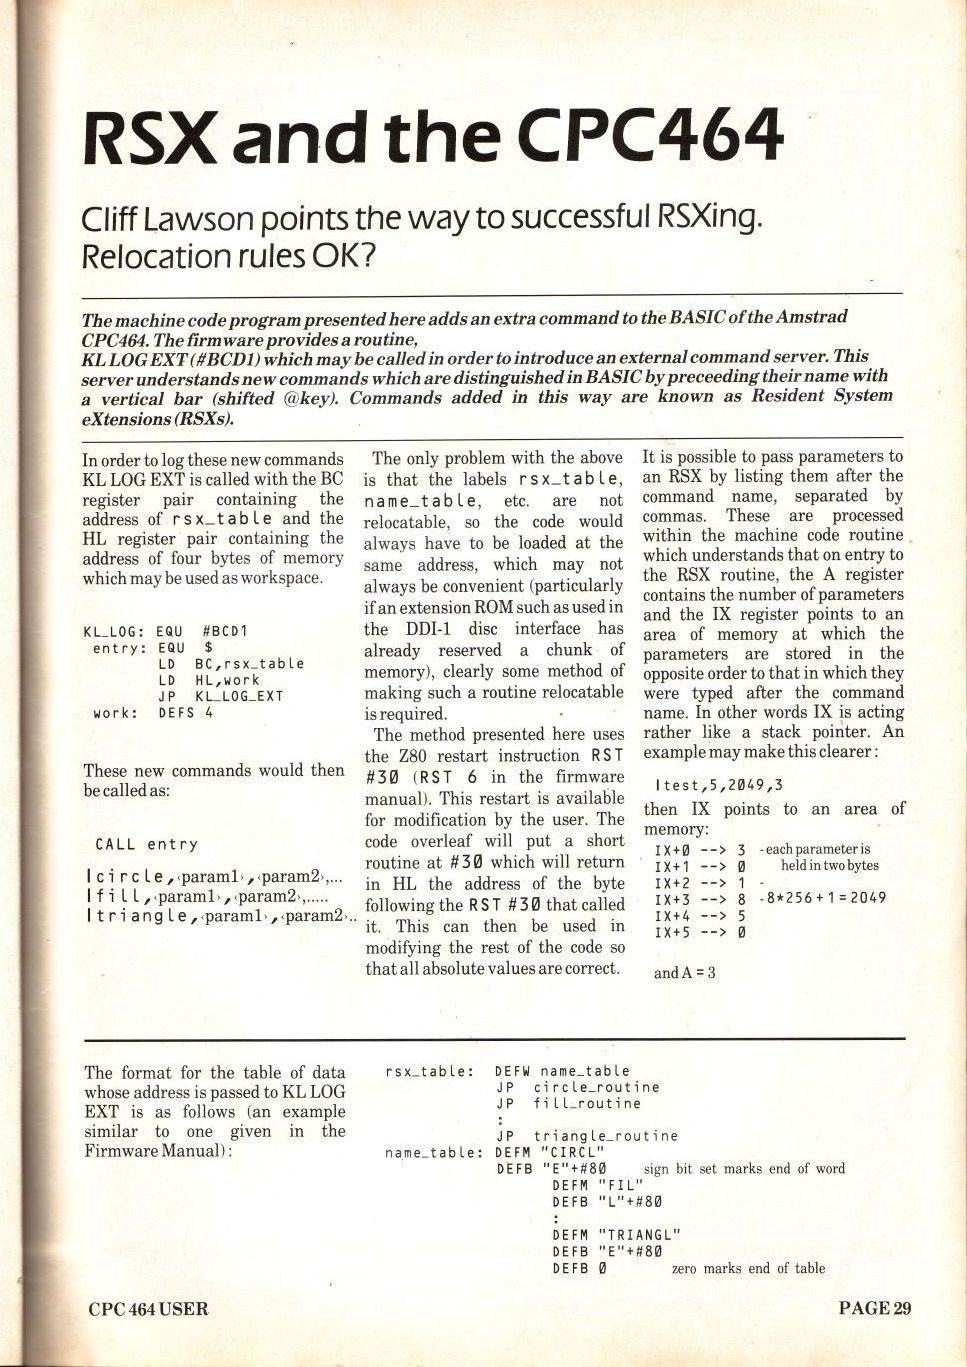 RSX and the CPC464
Cliff Lawson points the way to successful RSXing.
Relocation rules OK?
The machine code program presented here adds an extra command to the BASIC of the Amstrad
CPC464. The firmware provides a routine,
KL LOG EXT (#BCD1) which may be called in order to introduce an external command server. This
server understands new commands which are distinguished in BASIC by preceeding their name with
a vertical bar (shifted @key). Commands added in this way are known as Resident System
eXtensions (RSXs).
In order to log these new commands
KL LOG EXT is called with the BC
register pair containing the
address of rsx_table and the
HL register pair containing the
address of four bytes of memory
which may be used as workspace.
KL_LOG: EQU #BCD1
entry: EQU $
LD BC,rsx_table
LD HL,work
JP KL_LOG_EXT
work: DEFS 4
These new commands would then
be called as:
CALL entry
|circle,‹param1›,‹param2›,...
|fill,‹param1›,‹param2›,.....
|triangle,‹param1›,‹param2›..
The only problem with the above
is that the labels rsx_table,
name_table, etc. are not
relocatable, so the code would
always have to be loaded at the
same address, which may not
always be convenient (particularly
if an extension ROM such as used in
the DDI-1 disc interface has
already reserved a chunk of
memory), clearly some method of
making such a routine relocatable
is required.
The method presented here uses
the Z80 restart instruction RST
#30 (RST 6 in the firmware
manual). This restart is available
for modification by the user. The
code overleaf will put a short
routine at #30 which will return
in HL the address of the byte
following the RST #30 that called
it. This can then be used in
modifying the rest of the code so
that all absolute values are correct.
It is possible to pass parameters to
an RSX by listing them after the
command name, separated by
commas. These are processed
within the machine code routine
which understands that on entry to
the RSX routine, the A register
contains the number of parameters
and the IX register points to an
area of memory at which the
parameters are stored in the
opposite order to that in which they
were typed after the command
name. In other words IX is acting
rather like a stack pointer. An
example may make this clearer:
|test,5,2049,3
then IX points to an area of
memory:
IX+0 --> 3 -each parameter is
IX+1 --> 0 held in two bytes
IX+2 --> 1 -
IX+3 --> 8 -8*256+1=2049
IX+4 --> 5
IX+5 --> 0
and A = 3
The format for the table of data
whose address is passed to KL LOG
EXT is as follows (an example
similar to one given in the
Firmware Manual):
rsx_table: DEFW name_table
JP circle_routine
JP fill_routine
:
JP triangle_routine
name_table: DEFM "CIRCL"
DEFB "E"+#80 sign bit set marks end of word
DEFM "FIL"
DEFB "L"+#80
:
DEFM "TRIANGL"
DEFB "E"+#80
DEFB 0 zero marks end of table
CPC 464 USER
PAGE 29